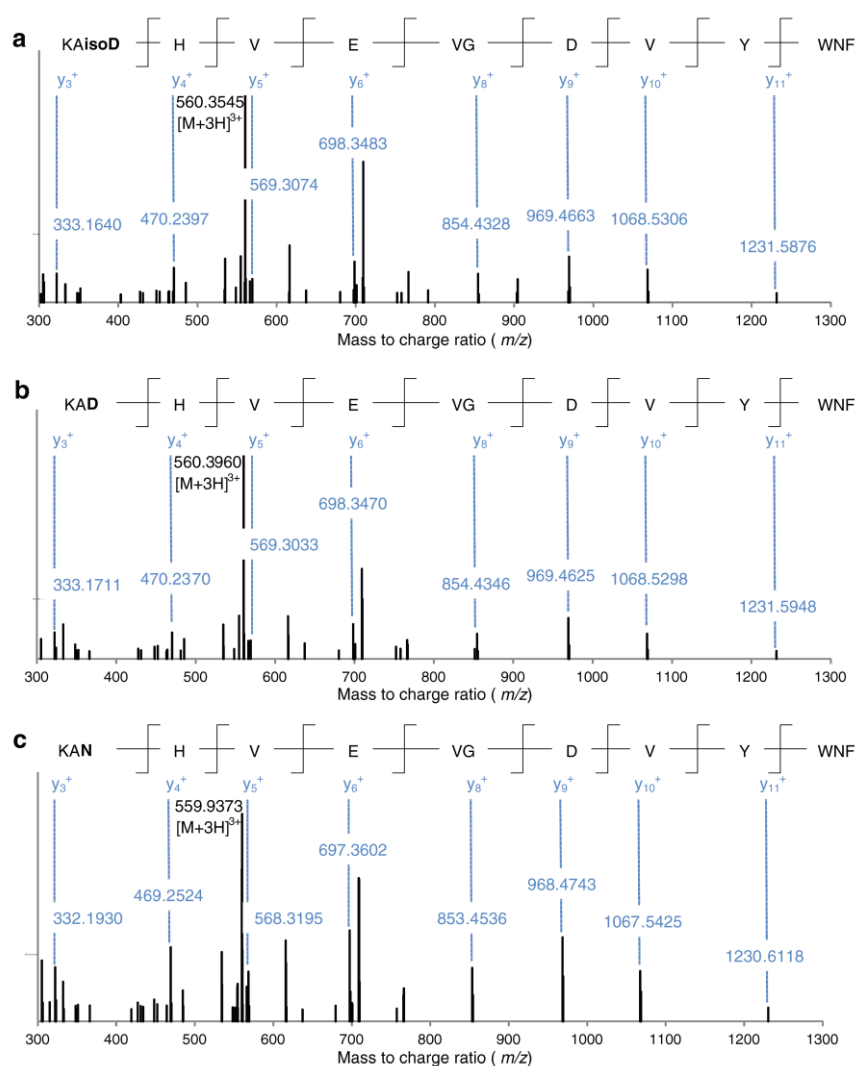 a
KAisoD H V E VG D V Y WNF
y3+ y4+ y5+ y6+ y8+ y9+ y10+ y11+
560.3545
[M+3H]3+
698.3483
569.3074
333.1640 470.2397 854.4328 969.4663 1068.5306
1231.5876
300 400 500 600 700 800 900 1000 1100 1200 1300
Mass to charge ratio ( m/z)
b
KAD H V E VG D V Y WNF
y3+ y4+ y5+ y6+ y8+ y9+ y10+ y11+
560.3960
[M+3H]3+
698.3470
569.3033
333.1711 470.2370 854.4346 969.4625 1068.5298
1231.5948
300 400 500 600 700 800 900 1000 1100 1200 1300
Mass to charge ratio ( m/z)
c
KAN H V E VG D V Y WNF
y3+ y4+ y5+ y6+ y8+ y9+ y10+ y11+
559.9373
[M+3H]3+
697.3602
469.2524 968.4743
332.1930 568.3195 853.4536 1067.5425
1230.6118
300 400 500 600 700 800 900 1000 1100 1200 1300
Mass to charge ratio ( m/z)